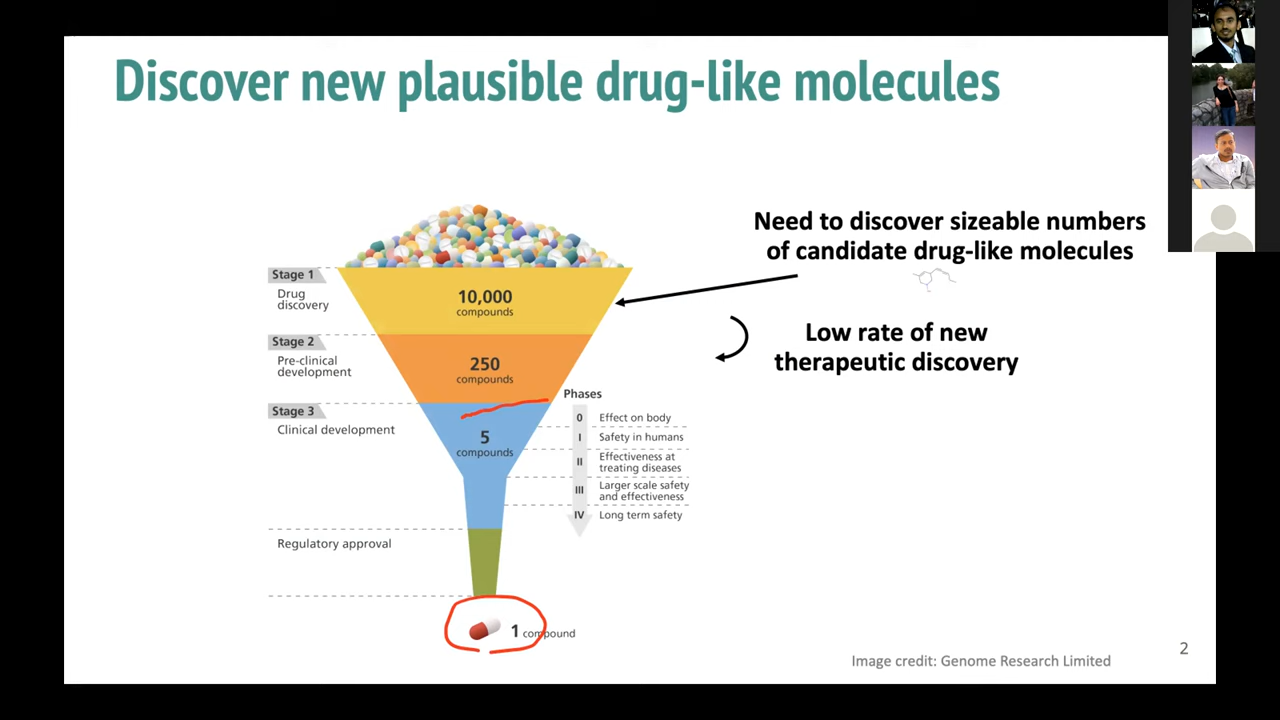 Discover new plausible drug-like molecules
Need to discover sizeable numbers
of candidate drug-like molecules
Low rate of new
therapeutic discovery
Stage 1
Drug
discovery
10,000
compounds
Stage 2
Pre-clinical
development
250
compounds
Stage 3
Clinical development
5
compounds
Phases
0 Effect on body
I Safety in humans
II Effectiveness at
treating diseases
III Larger scale safety
and effectiveness
IV Long term safety
Regulatory approval
1 compound
Image credit: Genome Research Limited
2